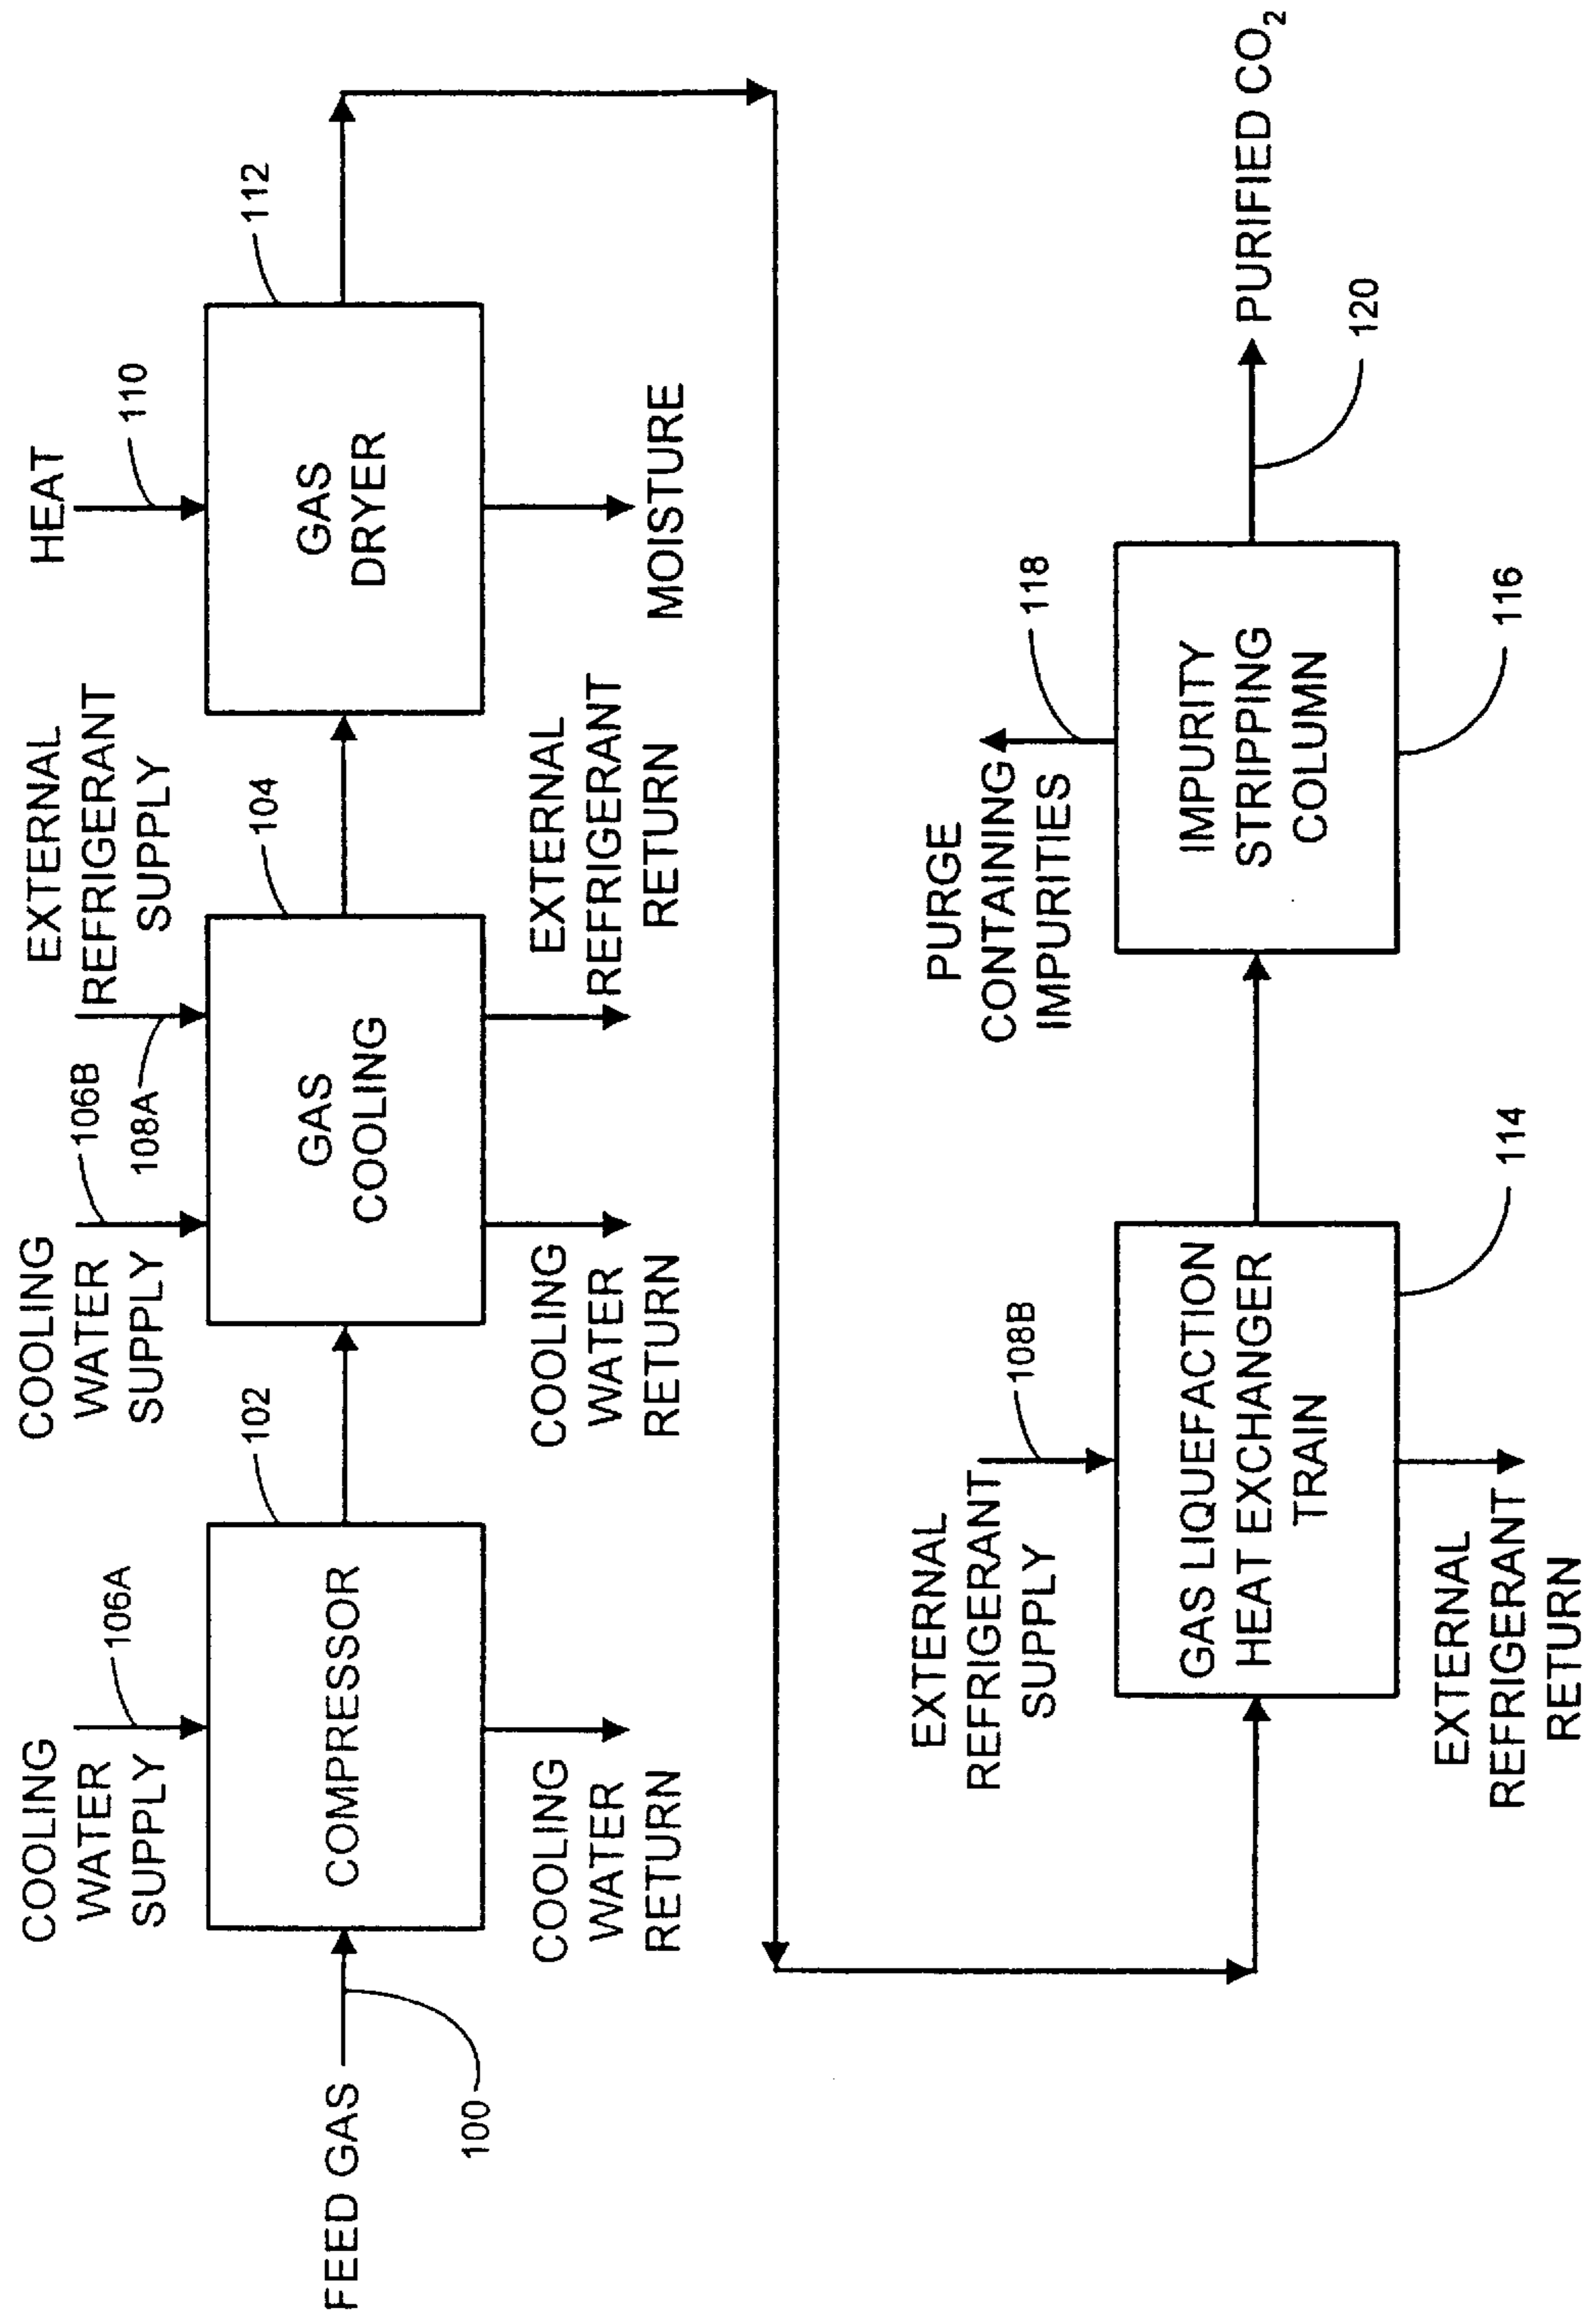 COOLING
WATER
SUPPLY
106A
COOLING
WATER
SUPPLY
106B
EXTERNAL
REFRIGERANT
SUPPLY
108A
HEAT
110
FEED GAS
100
COMPRESSOR
102
GAS
COOLING
104
GAS
DRYER
112
COOLING
WATER
RETURN
COOLING
WATER
RETURN
EXTERNAL
REFRIGERANT
RETURN
MOISTURE
EXTERNAL
REFRIGERANT
SUPPLY
108B
PURGE
CONTAINING
IMPURITIES
118
GAS LIQUEFACTION
HEAT EXCHANGER
TRAIN
114
IMPURITY
STRIPPING
COLUMN
116
PURIFIED CO₂
120
EXTERNAL
REFRIGERANT
RETURN